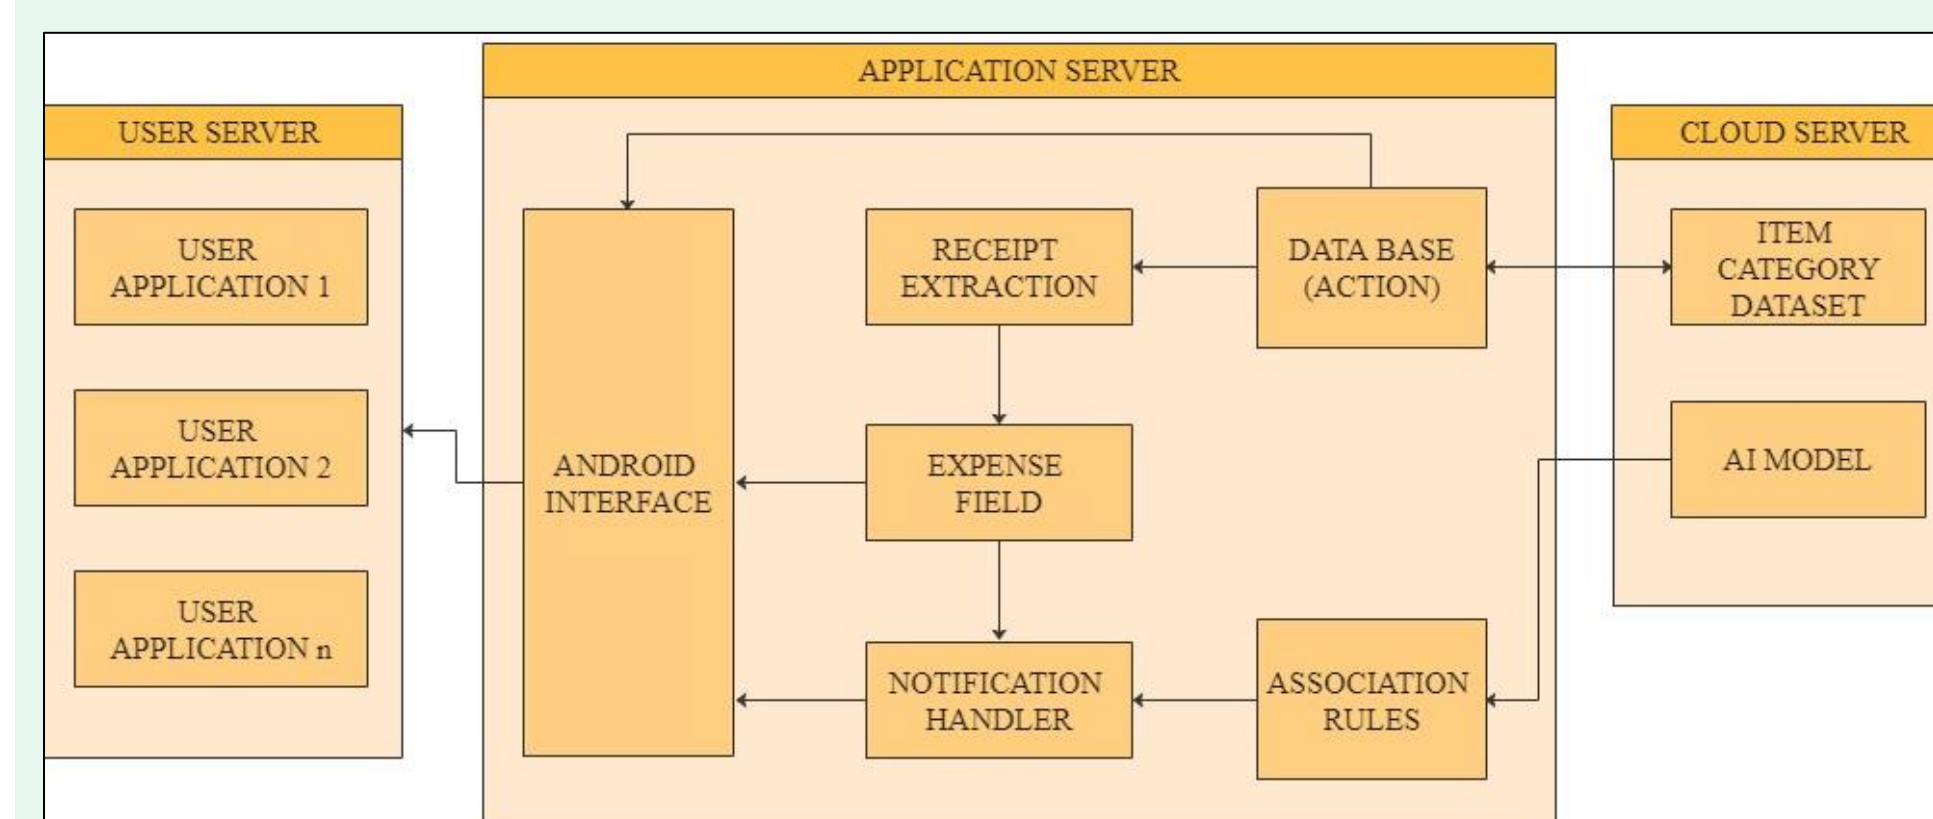 APPLICATION SERVER
USER SERVER
CLOUD SERVER
USER
APPLICATION 1
RECEIPT
EXTRACTION
DATA BASE
(ACTION)
ITEM
CATEGORY
DATASET
USER
APPLICATION 2
ANDROID
INTERFACE
EXPENSE
FIELD
AI MODEL
USER
APPLICATION n
NOTIFICATION
HANDLER
ASSOCIATION
RULES